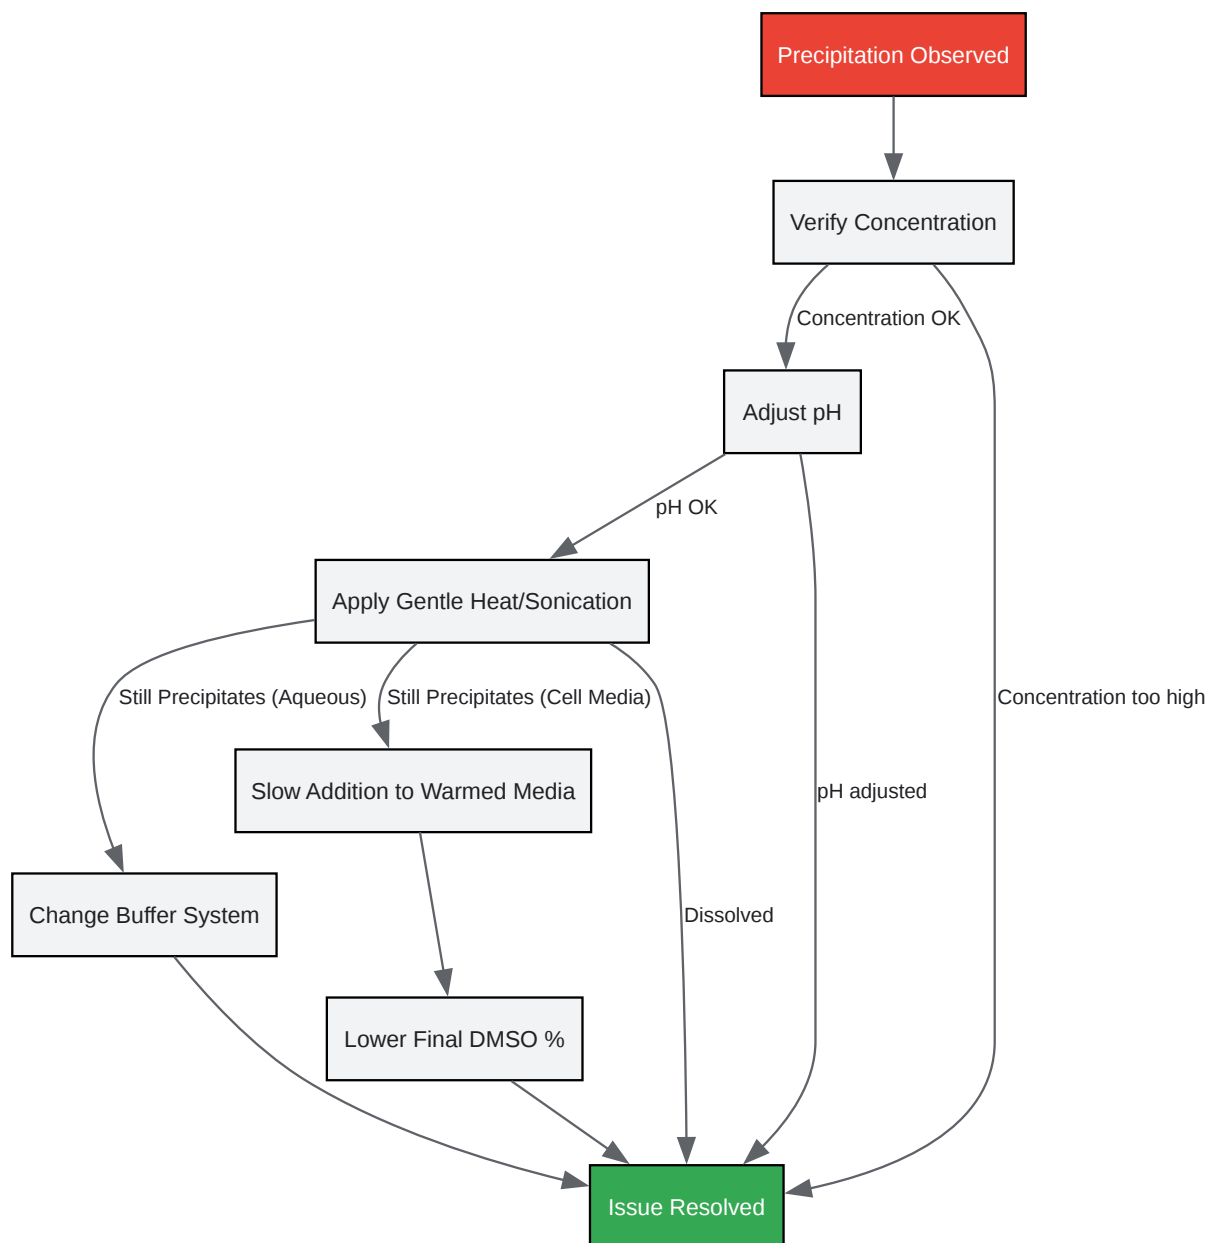 Precipitation Observed
Verify Concentration
Concentration OK
Adjust pH
pH OK
Apply Gentle Heat/Sonication
Still Precipitates (Aqueous)
Still Precipitates (Cell Media)
Concentration too high
Slow Addition to Warmed Media
pH adjusted
Change Buffer System
Dissolved
Lower Final DMSO %
Issue Resolved